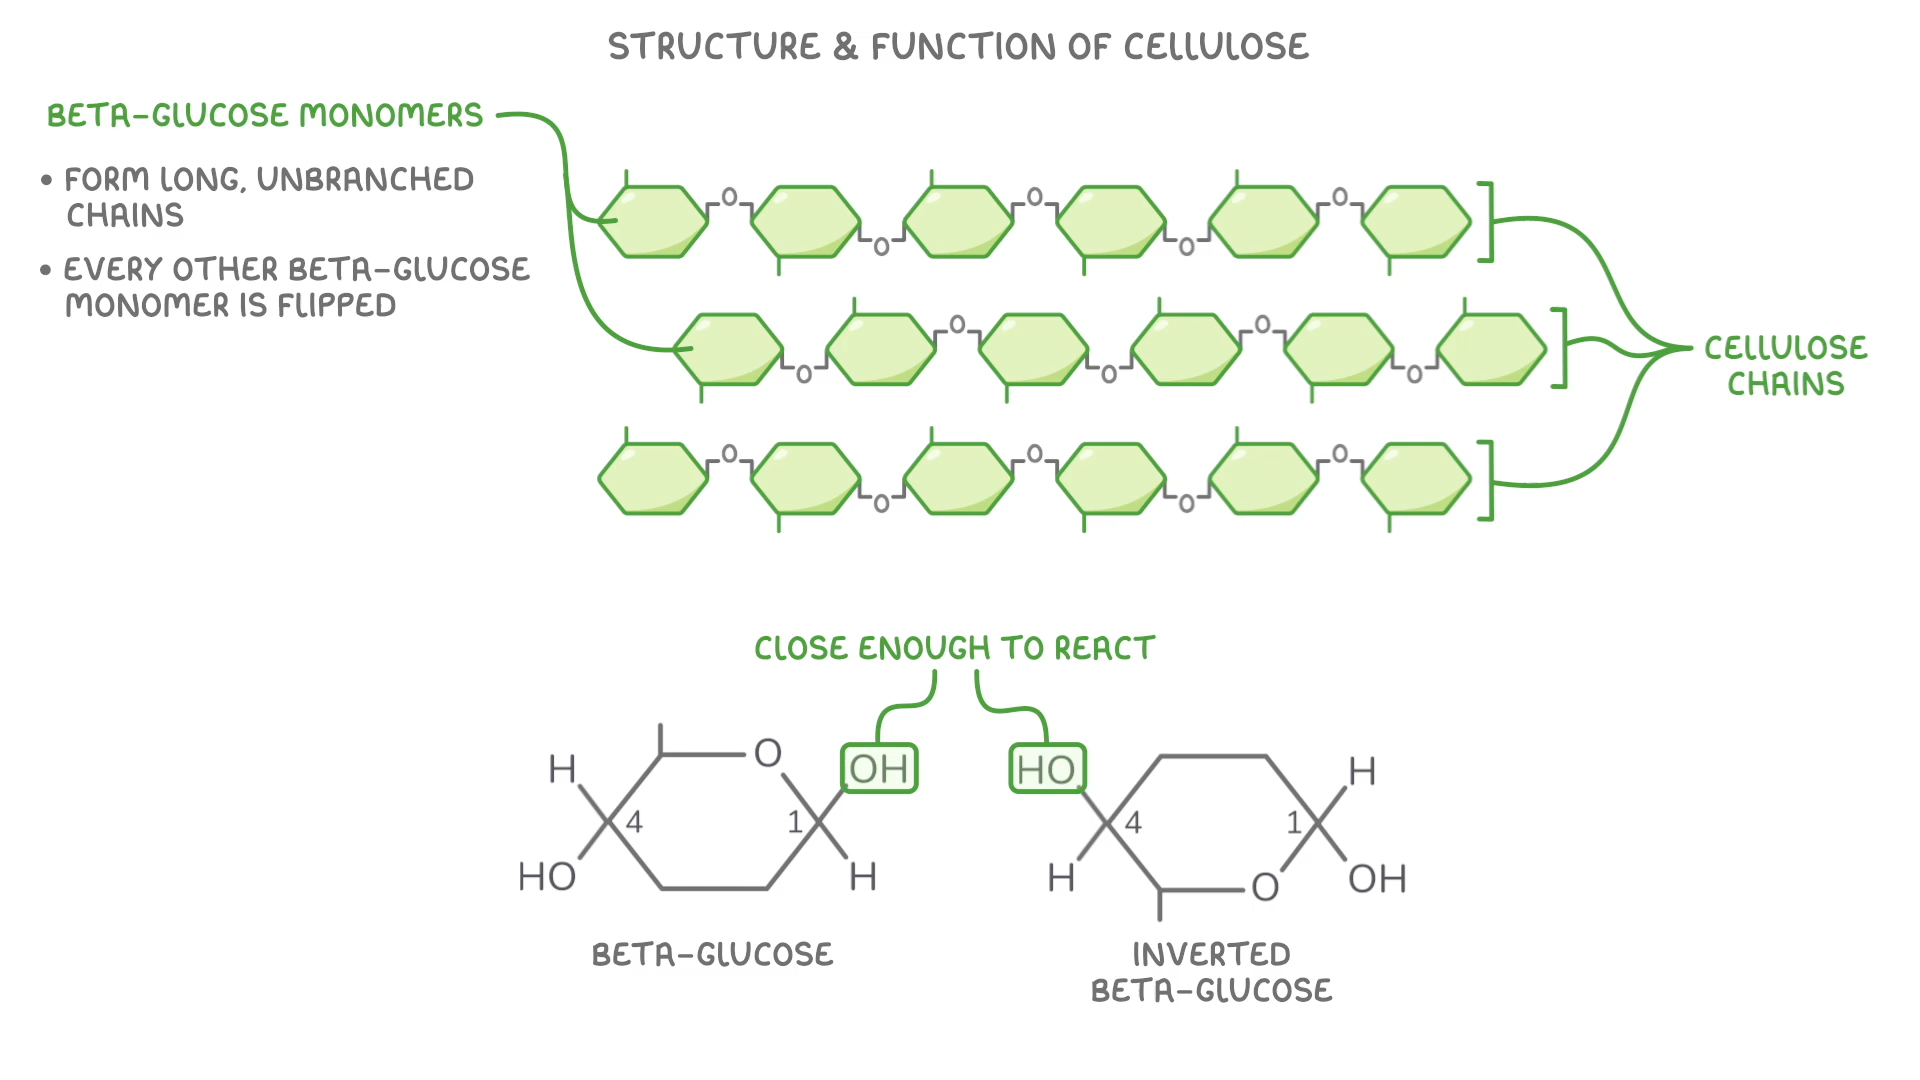 STRUCTURE & FUNCTION OF CELLULOSE
BETA-GLUCOSE MONOMERS
• FORM LONG, UNBRANCHED
CHAINS
• EVERY OTHER BETA-GLUCOSE
MONOMER IS FLIPPED
O O O O O
O O O O O
O O O O O
CELLULOSE
CHAINS
CLOSE ENOUGH TO REACT
H O OH
4 1
HO H
BETA-GLUCOSE
HO H
4 1
H O OH
INVERTED
BETA-GLUCOSE